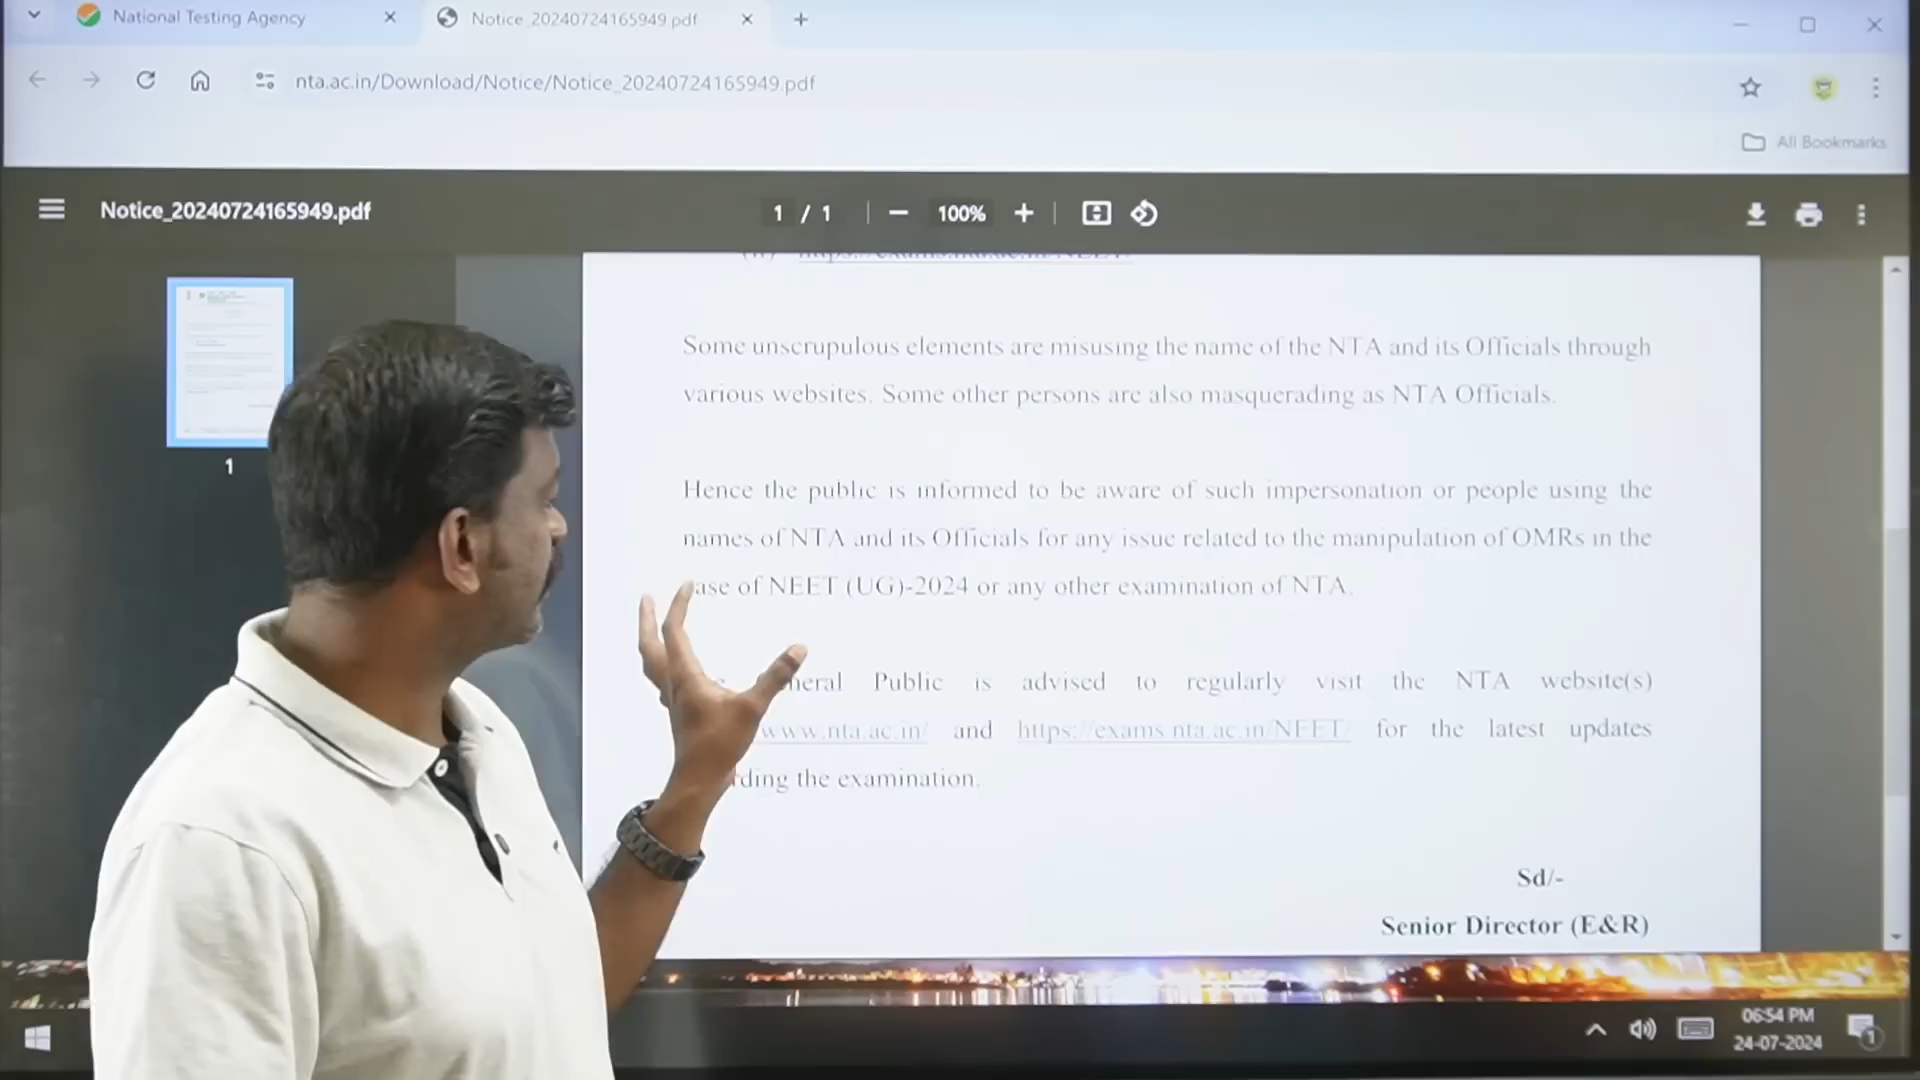 National Testing Agency
Notice_20240724165949.pdf
nta.ac.in/Download/Notice/Notice_20240724165949.pdf
All Bookmarks
Notice_20240724165949.pdf
1 / 1
100%
1
Some unscrupulous elements are misusing the name of the NTA and its Officials through
various websites. Some other persons are also masquerading as NTA Officials.
Hence the public is informed to be aware of such impersonation or people using the
names of NTA and its Officials for any issue related to the manipulation of OMRs in the
ase of NEET (UG)-2024 or any other examination of NTA.
neral Public is advised to regularly visit the NTA website(s)
www.nta.ac.in/ and https://exams.nta.ac.in/NEET/ for the latest updates
ding the examination.
Sd/-
Senior Director (E&R)
06:54 PM
24-07-2024
1